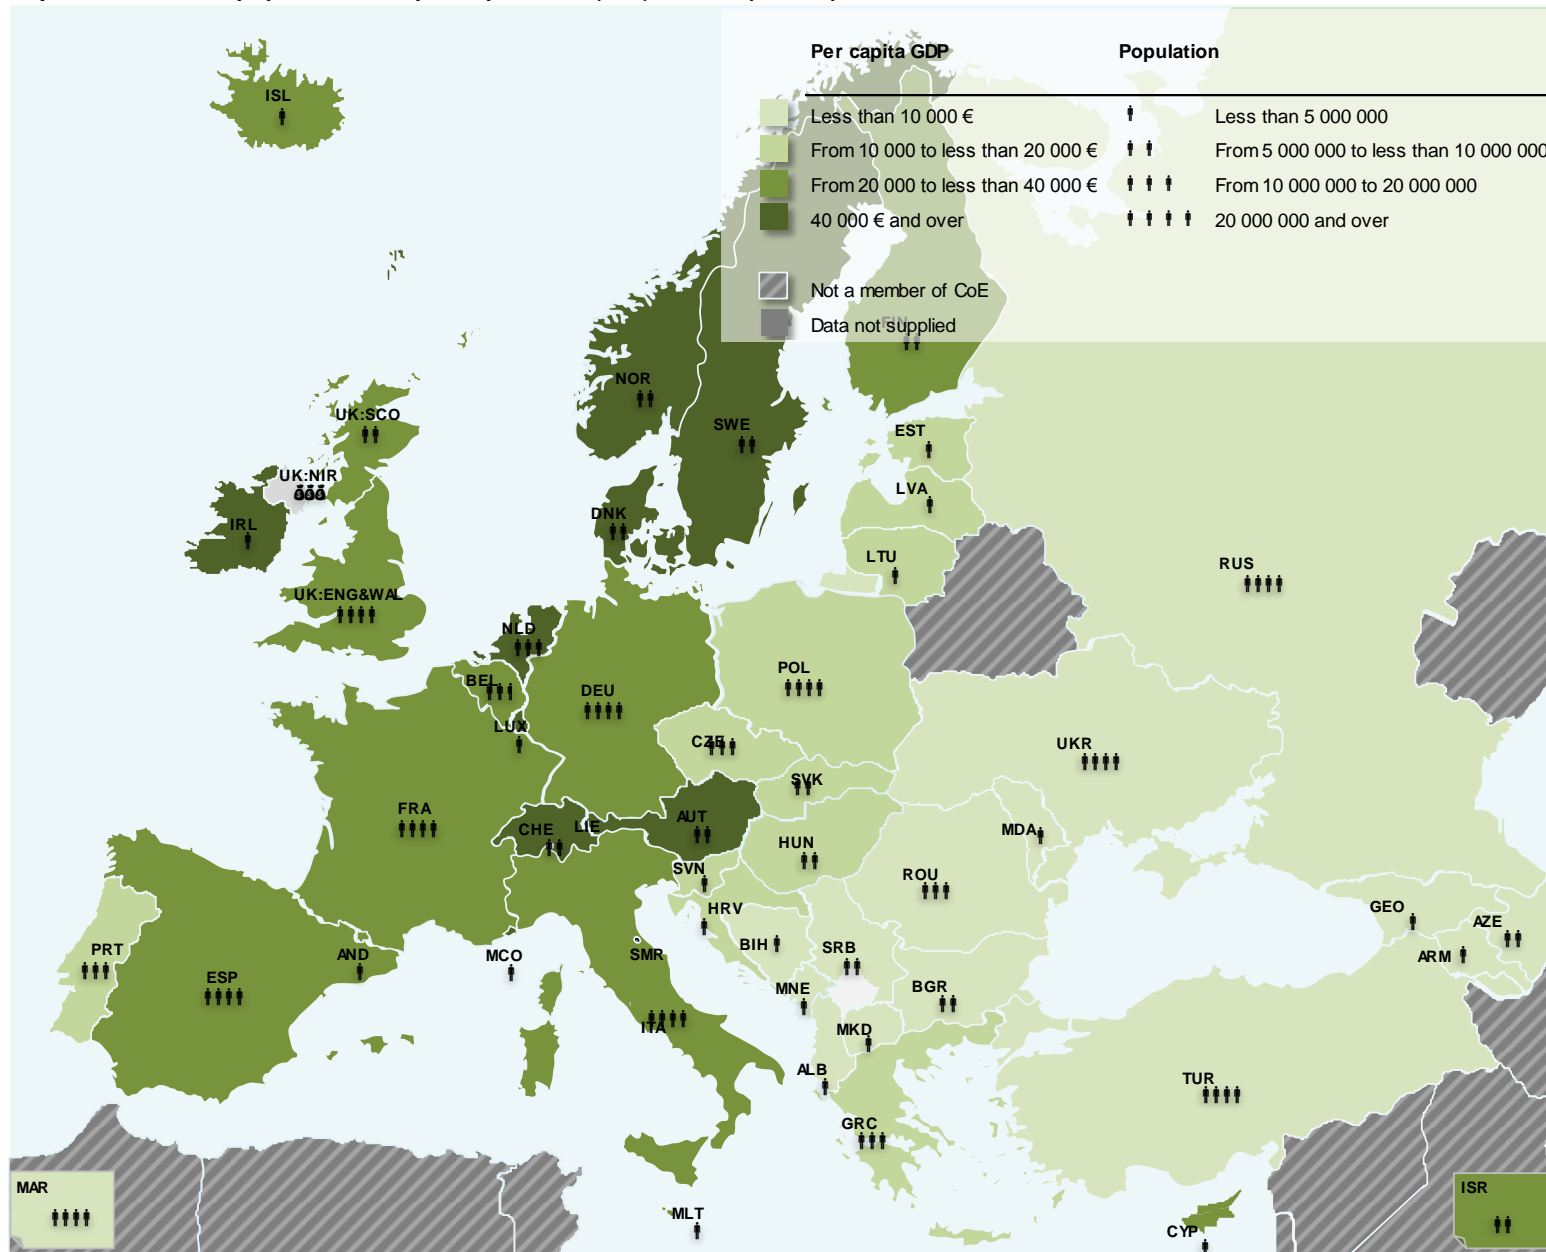 Per capita GDP Population
Less than 10 000 € Less than 5 000 000
From 10 000 to less than 20 000 € From 5 000 000 to less than 10 000 000
From 20 000 to less than 40 000 € From 10 000 000 to 20 000 000
40 000 € and over 20 000 000 and over
Not a member of CoE
Data not supplied
ISL
FIN
NOR
SWE
UK:SCO
EST
UK:NIR
LVA
IRL
DNK
LTU
RUS
UK:ENG&WAL
NLD
POL
BEL
DEU
LUX
CZE
UKR
SVK
FRA
CHE
LIE
AUT
MDA
HUN
SVN
ROU
HRV
GEO
AZE
PRT
AND
MCO
SMR
BIH
SRB
ARM
ESP
MNE
BGR
ITA
MKD
ALB
TUR
GRC
MAR
ISR
MLT
CYP